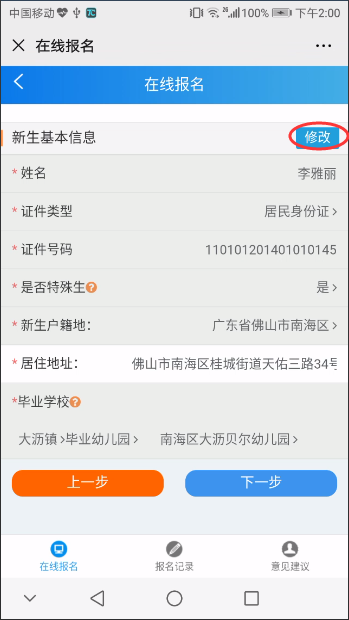 中国移动 100% 下午2:00
在线报名
在线报名
新生基本信息 修改
* 姓名 李雅丽
* 证件类型 居民身份证
* 证件号码 110101201401010145
* 是否特殊生 是
* 新生户籍地: 广东省佛山市南海区
* 居住地址: 佛山市南海区桂城街道天佑三路34号
*毕业学校
大沥镇 毕业幼儿园 南海区大沥贝尔幼儿园
上一步 下一步
在线报名 报名记录 意见建议